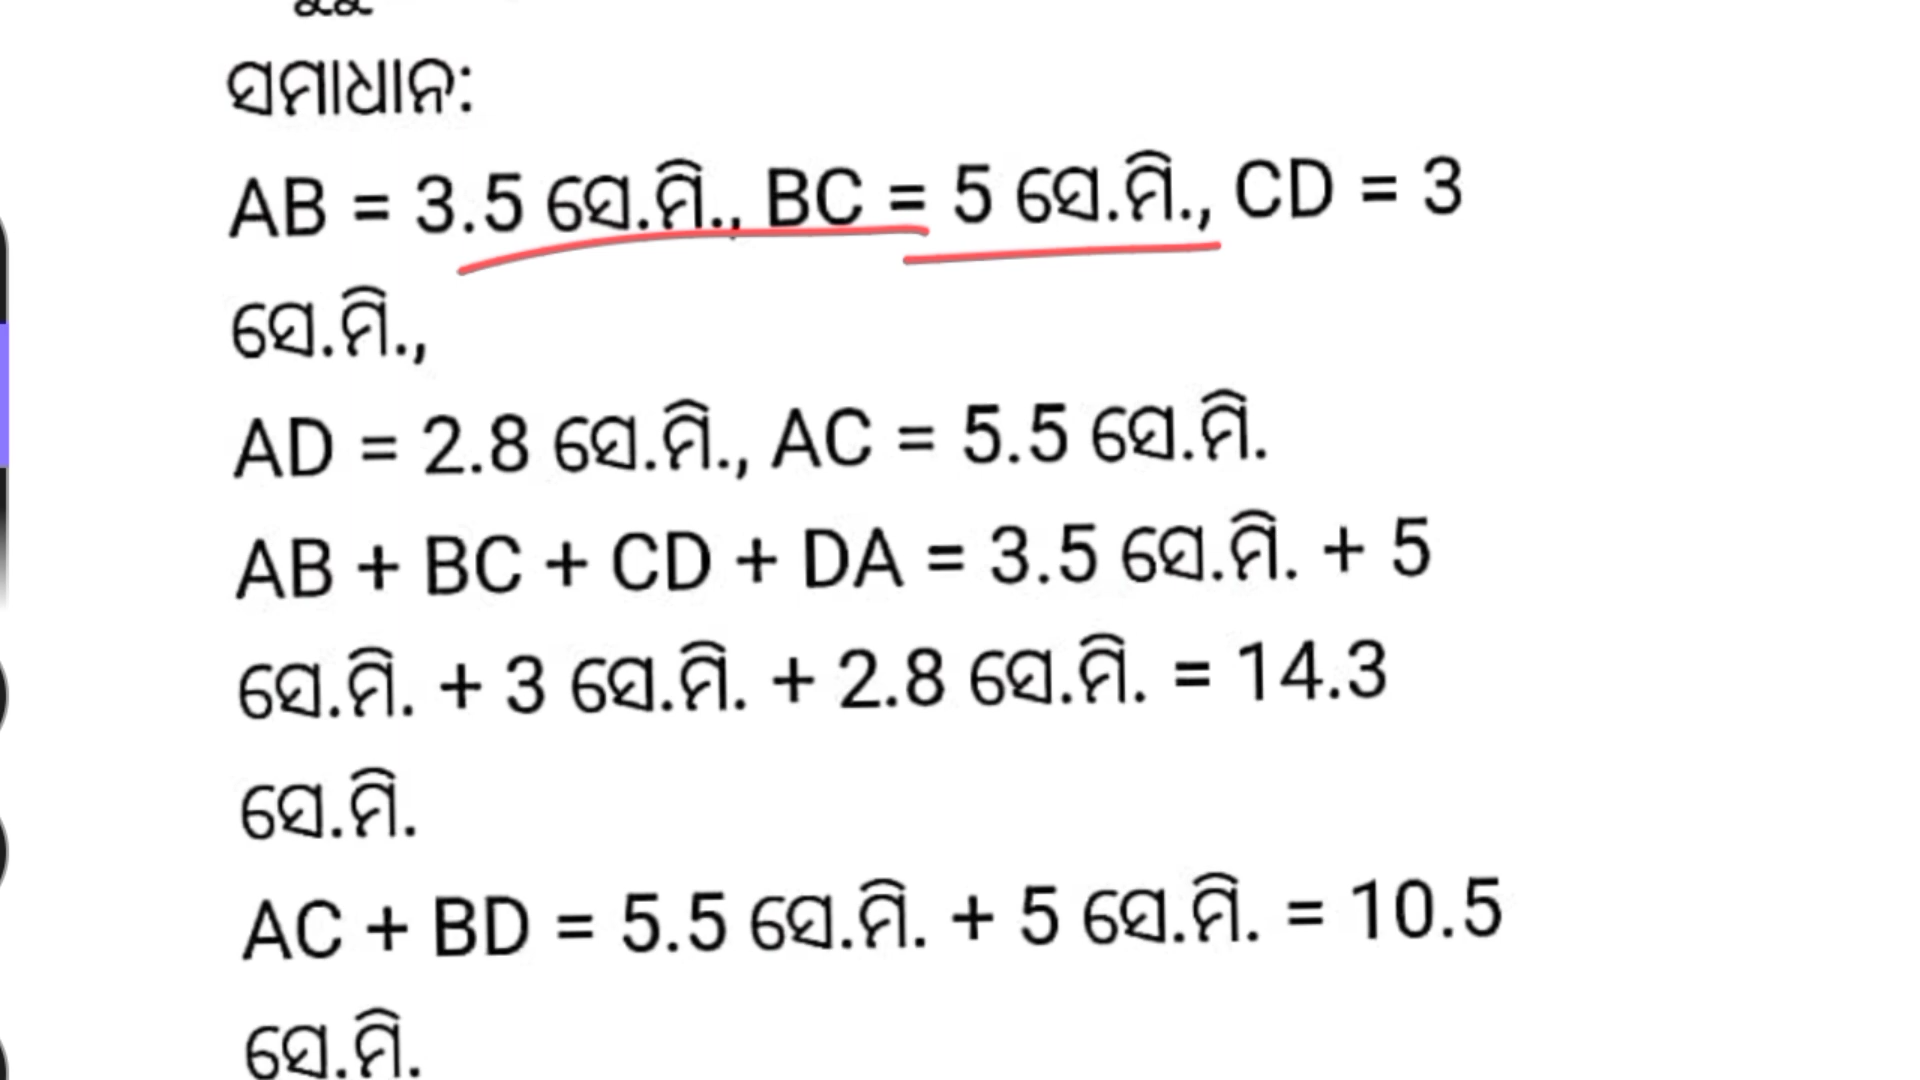 ସମାଧାନ:
AB = 3.5 ସେ.ମି., BC = 5 ସେ.ମି., CD = 3
ସେ.ମି.,
AD = 2.8 ସେ.ମି., AC = 5.5 ସେ.ମି.
AB + BC + CD + DA = 3.5 ସେ.ମି. + 5
ସେ.ମି. + 3 ସେ.ମି. + 2.8 ସେ.ମି. = 14.3
ସେ.ମି.
AC + BD = 5.5 ସେ.ମି. + 5 ସେ.ମି. = 10.5
ସେ.ମି.